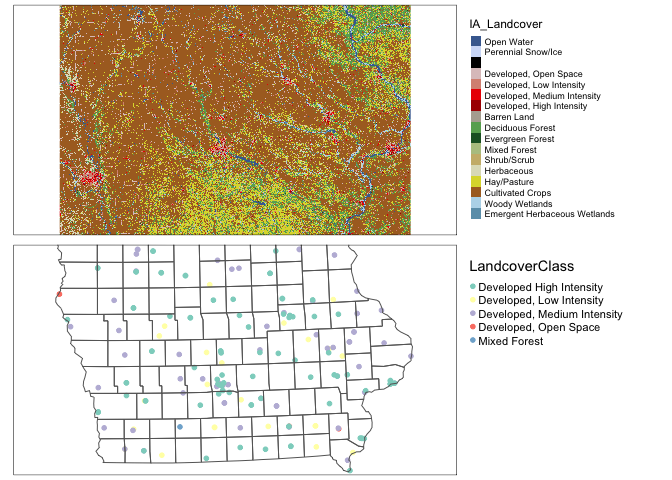 IA_Landcover
Open Water
Perennial Snow/Ice
Developed, Open Space
Developed, Low Intensity
Developed, Medium Intensity
Developed, High Intensity
Barren Land
Deciduous Forest
Evergreen Forest
Mixed Forest
Shrub/Scrub
Herbaceous
Hay/Pasture
Cultivated Crops
Woody Wetlands
Emergent Herbaceous Wetlands
LandcoverClass
Developed High Intensity
Developed, Low Intensity
Developed, Medium Intensity
Developed, Open Space
Mixed Forest